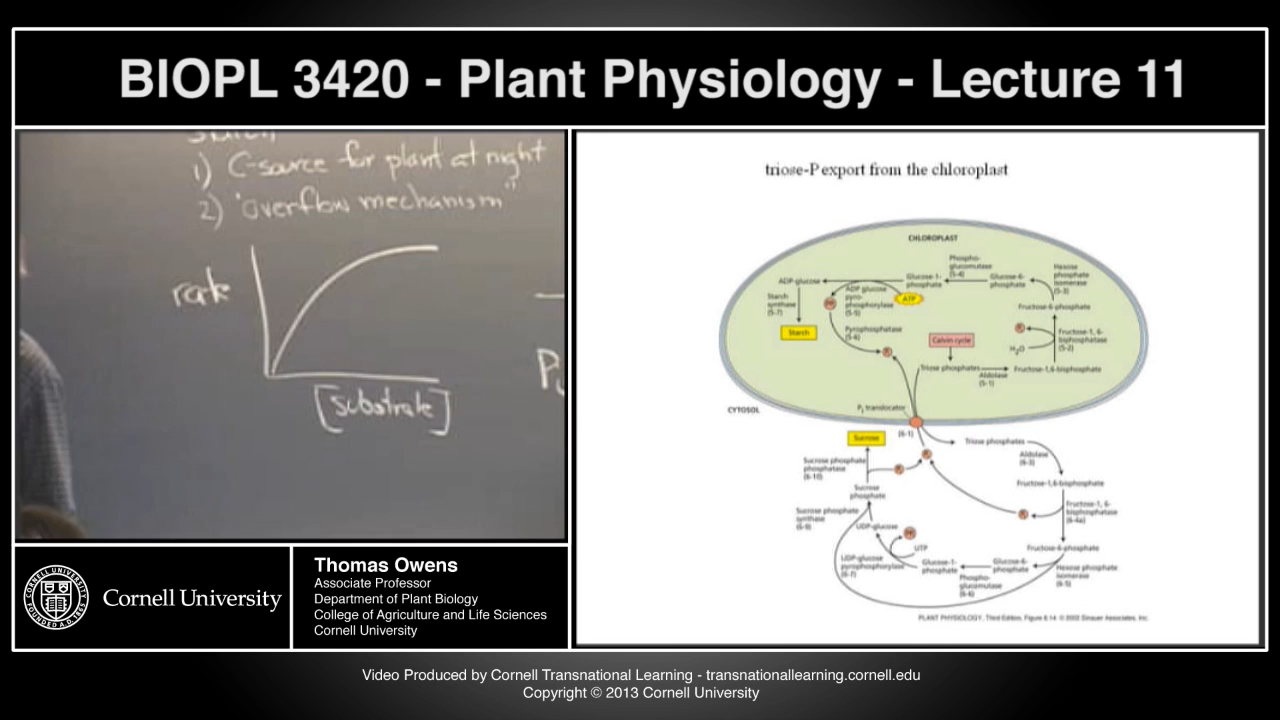 BIOPL 3420 - Plant Physiology - Lecture 11
1) C-source for plant at night
2) "overflow mechanism"
rate
[substrate]
triose-P export from the chloroplast
CHLOROPLAST
Phospho-
glucomutase
(5-4)
Hexose
phosphate
isomerase
(5-3)
ADP-glucose
Glucose-1-
phosphate
Glucose-6-
phosphate
ADP glucose
pyro-
phosphorylase
(5-5)
ATP
Starch
synthase
(5-7)
Fructose-6-phosphate
Starch
Pyrophosphatase
(5-6)
Calvin cycle
Fructose-1, 6-
bisphosphatase
(5-2)
H2O
Triose phosphates
Aldolase
(5-1)
Fructose-1,6-bisphosphate
CYTOSOL
Pi translocator
(6-1)
Sucrose
Triose phosphates
Aldolase
(6-3)
Sucrose phosphate
phosphatase
(6-10)
Fructose-1,6-bisphosphate
Sucrose
phosphate
Fructose-1, 6-
bisphosphatase
(6-4a)
Sucrose phosphate
synthase
(6-9)
UDP-glucose
UTP
Fructose-6-phosphate
UDP-glucose
pyrophosphorylase
(6-7)
Glucose-1-
phosphate
Glucose-6-
phosphate
Phospho-
glucomutase
(6-6)
Hexose phosphate
isomerase
(6-5)
PLANT PHYSIOLOGY, Third Edition, Figure 8.14 © 2002 Sinauer Associates, Inc.
CORNELL UNIVERSITY
FOUNDED A.D. 1865
Cornell University
Thomas Owens
Associate Professor
Department of Plant Biology
College of Agriculture and Life Sciences
Cornell University
Video Produced by Cornell Transnational Learning - transnationallearning.cornell.edu
Copyright © 2013 Cornell University